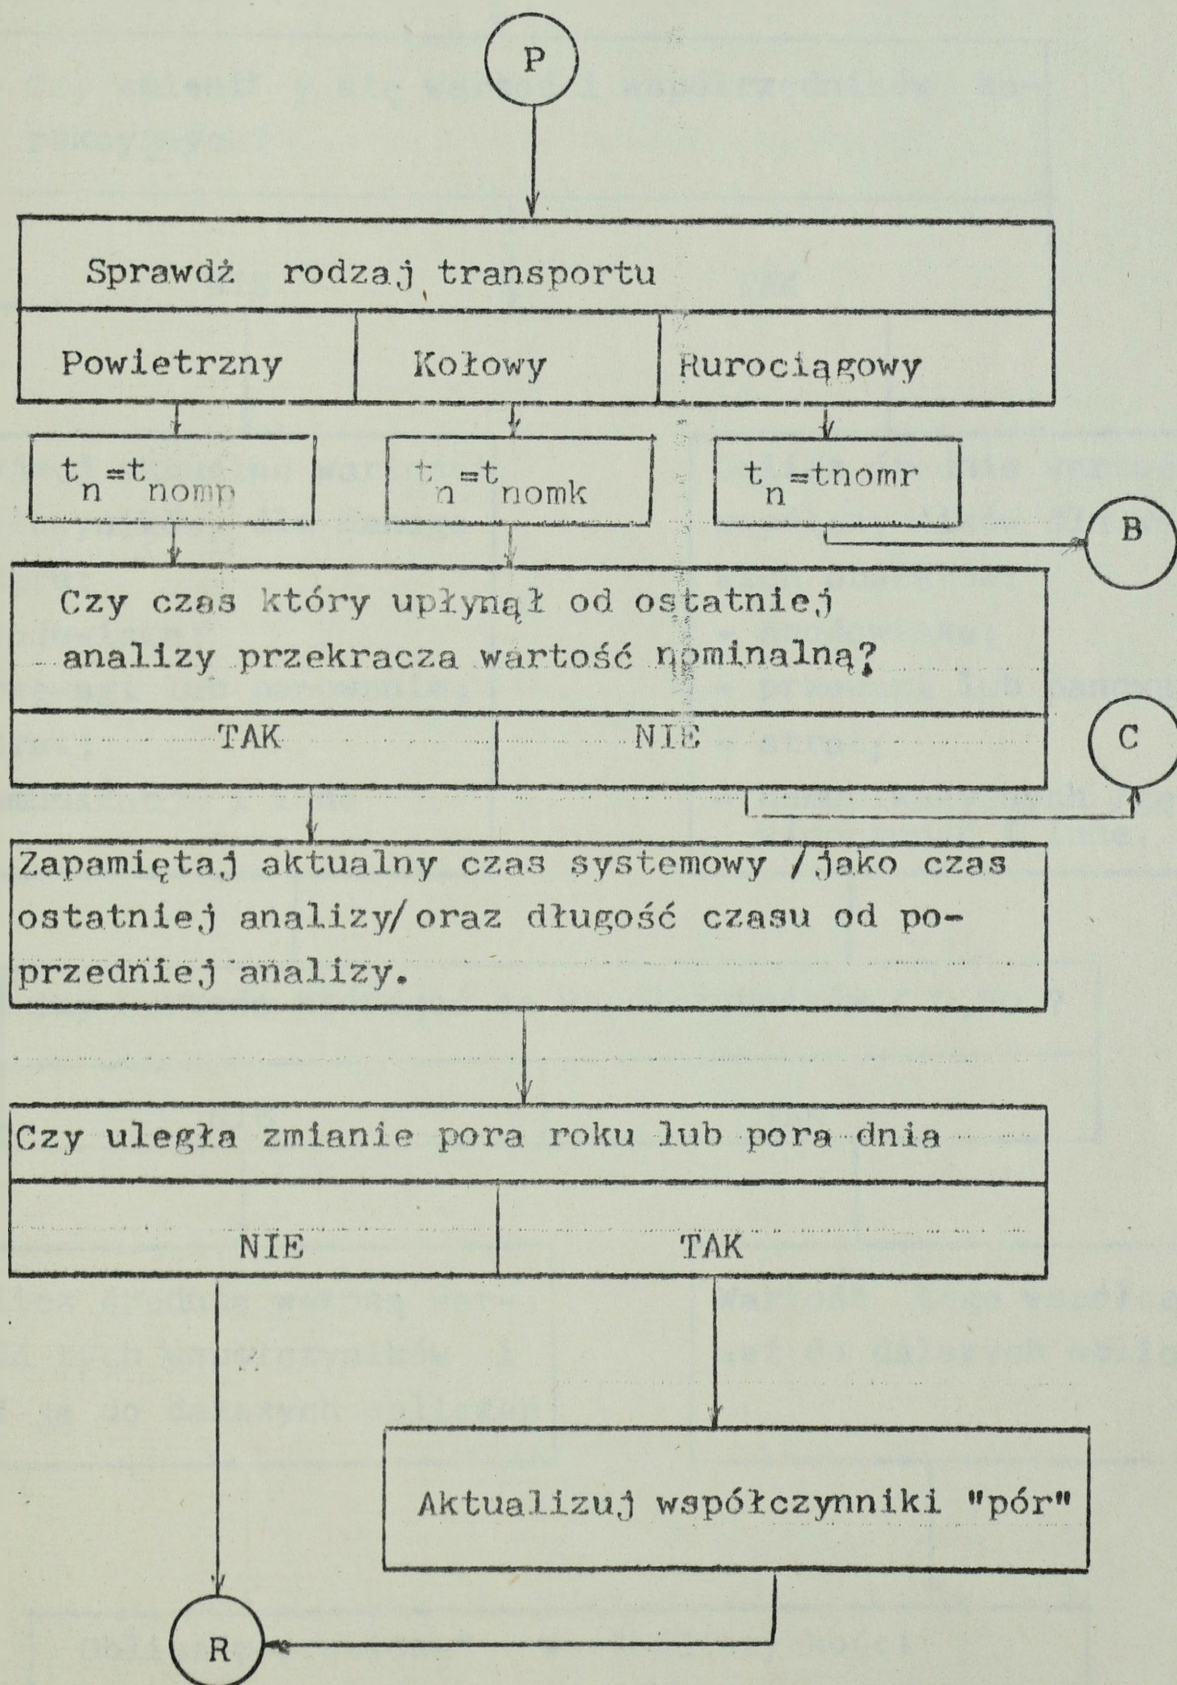 P
Sprawdż rodzaj transportu
Powietrzny Kołowy Rurociągowy
t_n=t_nomp t_n=t_nomk t_n=tnomr
B
Czy czas który upłynął od ostatniej
analizy przekracza wartość nominalną?
TAK NIE
C
Zapamiętaj aktualny czas systemowy /jako czas
ostatniej analizy/ oraz długość czasu od po-
przedniej analizy.
Czy uległa zmianie pora roku lub pora dnia
NIE TAK
Aktualizuj współczynniki "pór"
R